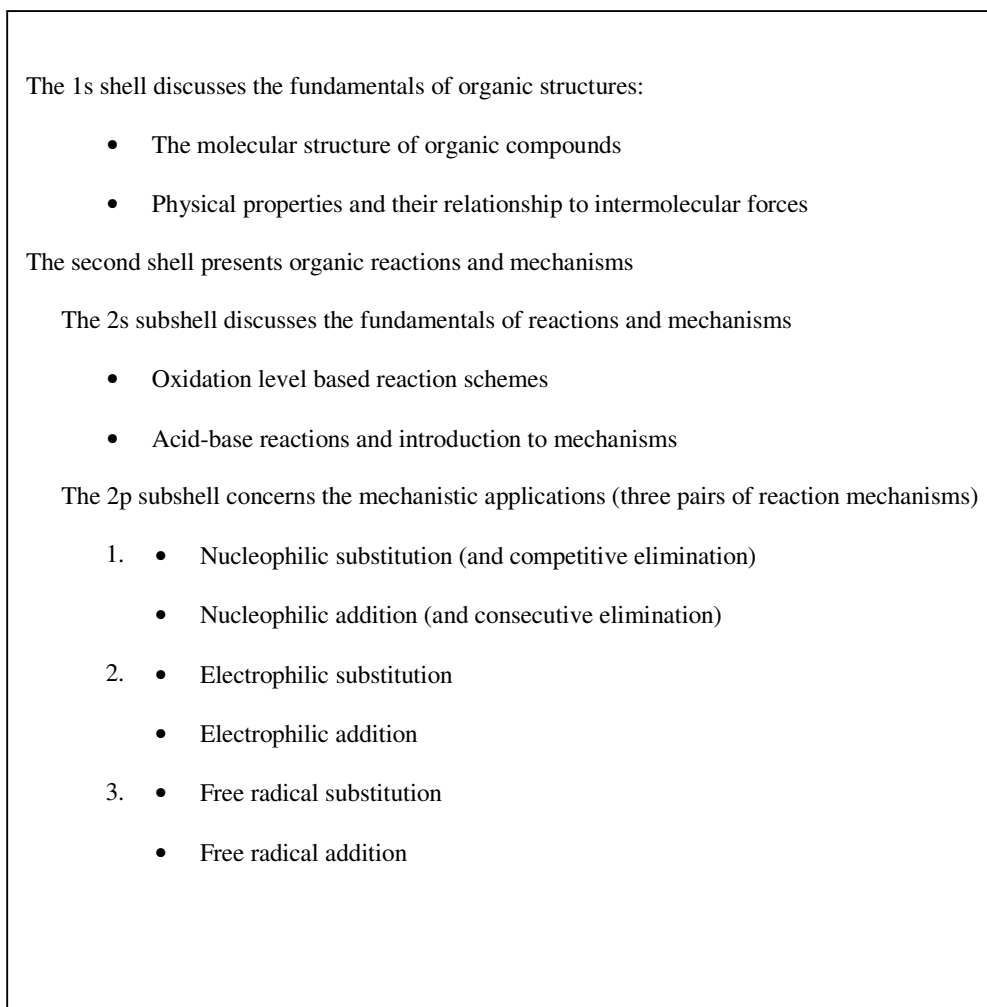 The 1s shell discusses the fundamentals of organic structures:
• The molecular structure of organic compounds
• Physical properties and their relationship to intermolecular forces
The second shell presents organic reactions and mechanisms
The 2s subshell discusses the fundamentals of reactions and mechanisms
• Oxidation level based reaction schemes
• Acid-base reactions and introduction to mechanisms
The 2p subshell concerns the mechanistic applications (three pairs of reaction mechanisms)
1. • Nucleophilic substitution (and competitive elimination)
• Nucleophilic addition (and consecutive elimination)
2. • Electrophilic substitution
• Electrophilic addition
3. • Free radical substitution
• Free radical addition